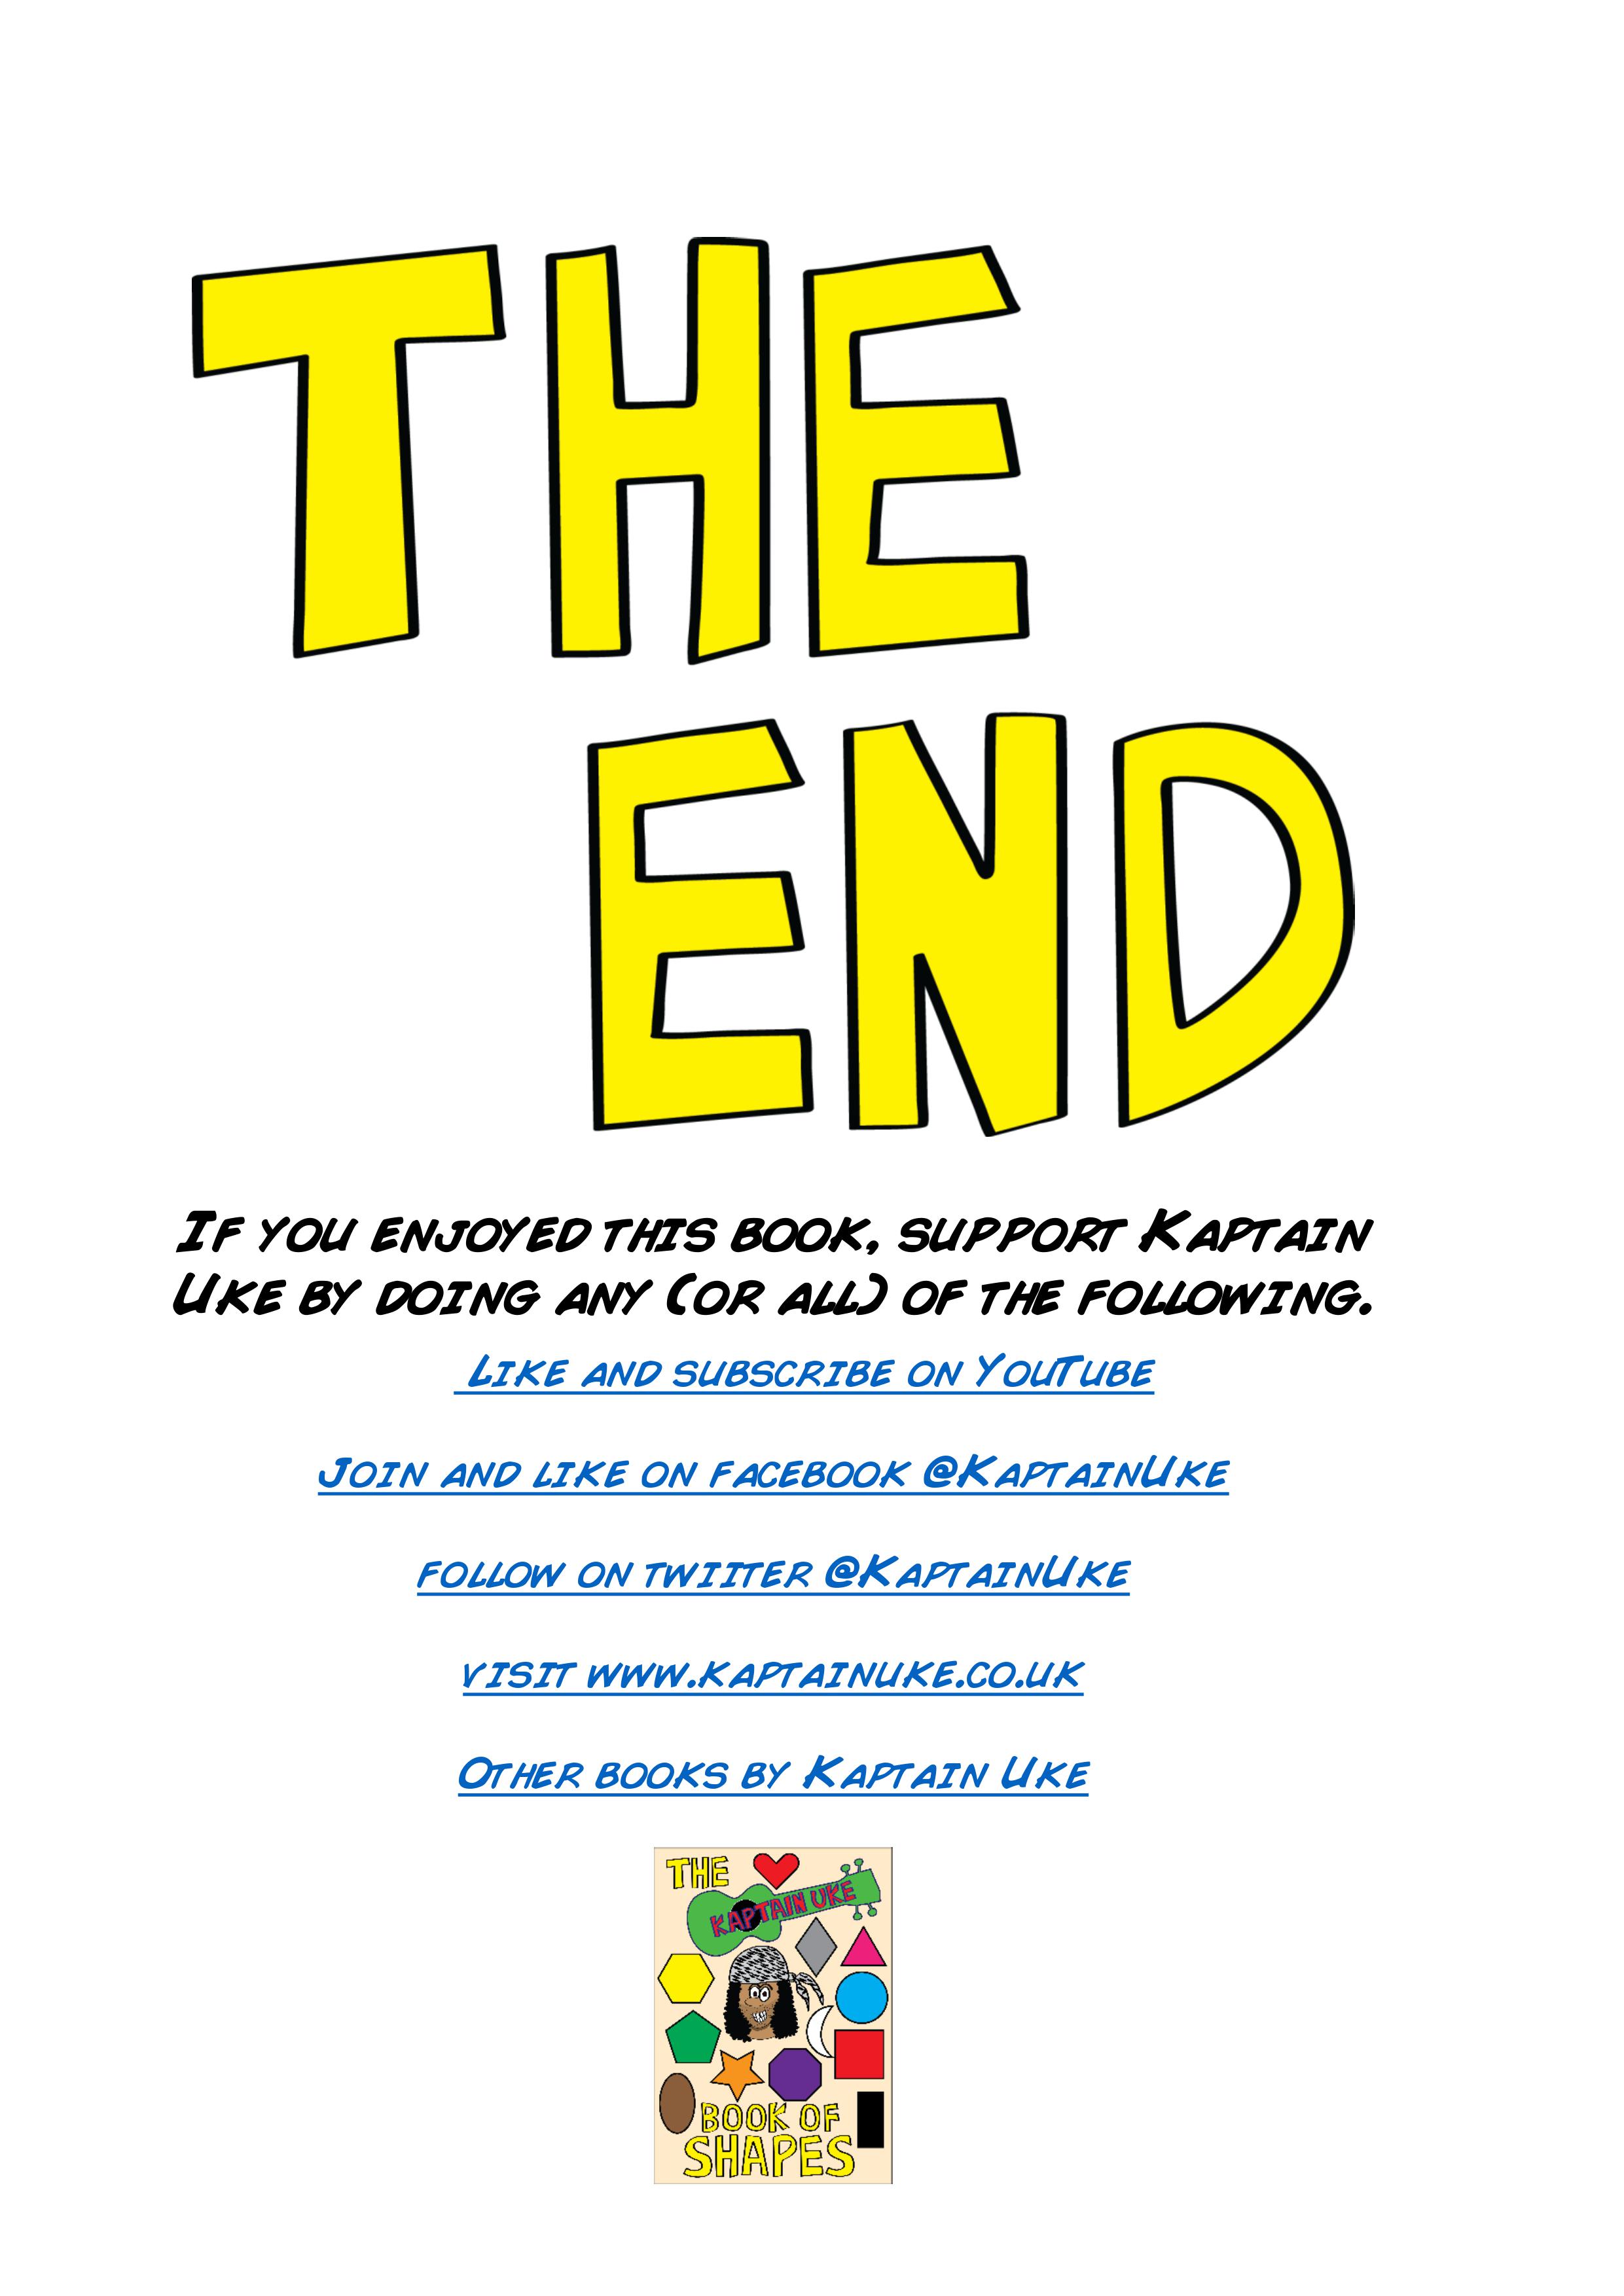 THE
END
If you enjoyed this book, support Kaptain
Uke by doing any (or all) of the following.
Like and subscribe on YouTube
Join and like on facebook @KaptainUke
follow on twiiter @KaptainUke
visit www.kaptainuke.co.uk
Other books by Kaptain Uke
THE
KAPTAIN UKE
BOOK OF
SHAPES